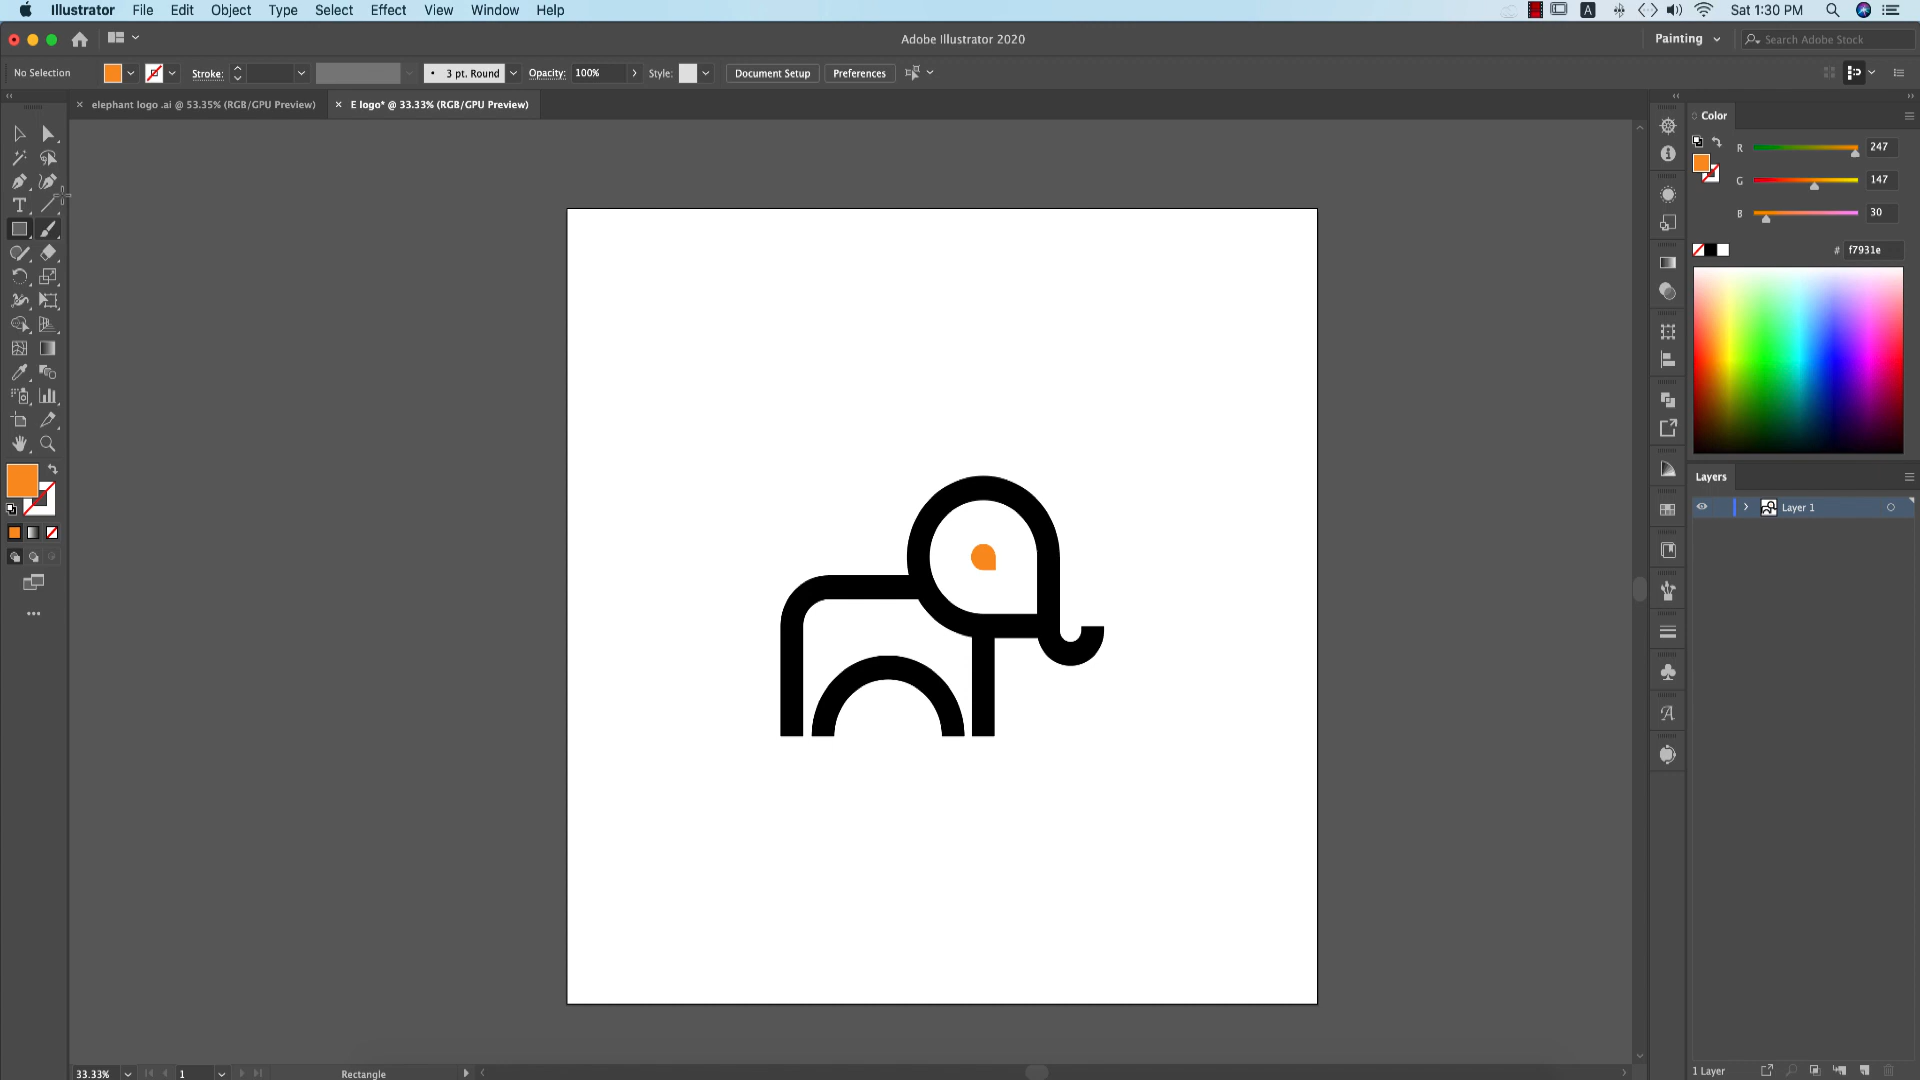 Illustrator File Edit Object Type Select Effect View Window Help
A
Sat 1:30 PM
Adobe Illustrator 2020
Painting
Search Adobe Stock
No Selection
Stroke:
3 pt. Round
Opacity: 100%
Style:
Document Setup
Preferences
elephant logo .ai @ 53.35% (RGB/GPU Preview)
E logo* @ 33.33% (RGB/GPU Preview)
Color
R 247
G 147
B 30
# f7931e
Layers
Layer 1
33.33%
1
Rectangle
1 Layer